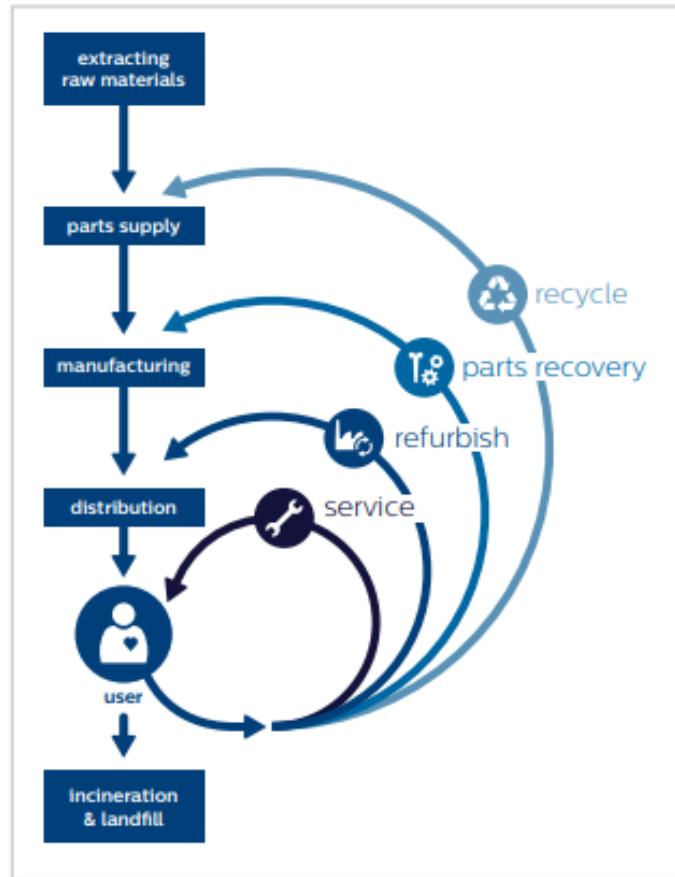 extracting
raw materials
parts supply
recycle
manufacturing
parts recovery
refurbish
distribution
service
user
incineration
& landfill